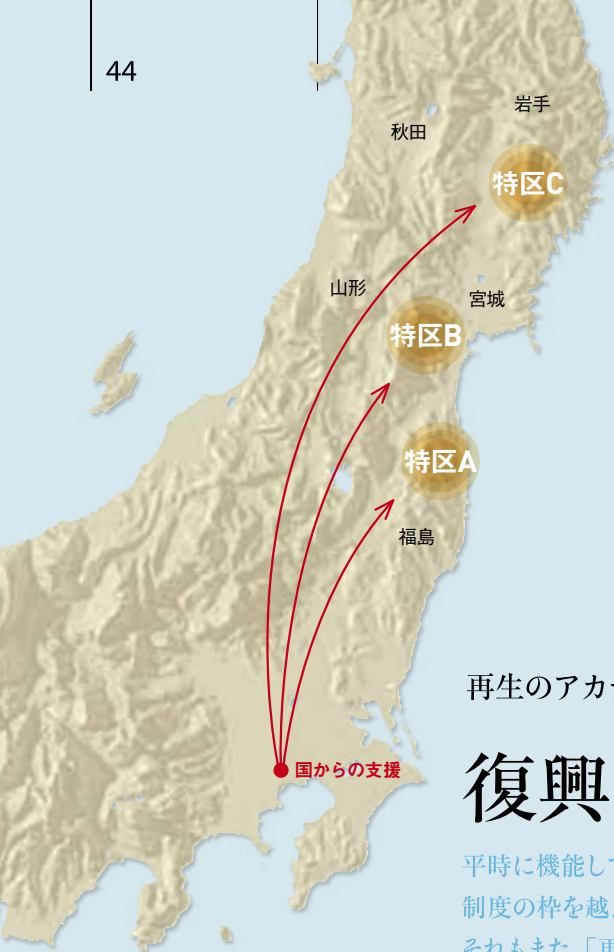 44
岩手
秋田
特区C
山形
宮城
特区B
特区A
福島
国からの支援
再生のアカ
復興
平時に機能して
制度の枠を越
それもまた「再